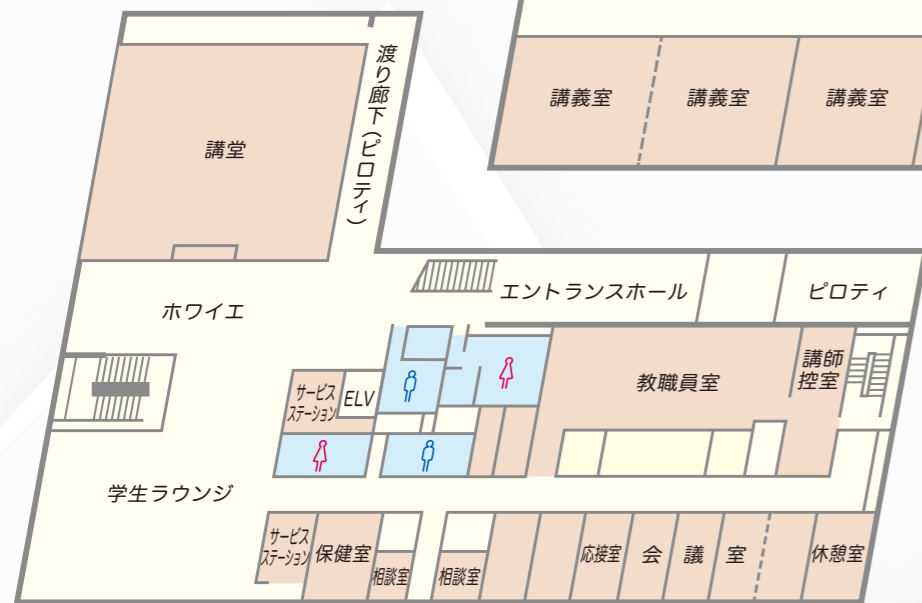 講義室
講義室
講義室
渡り廊下(ピロティ)
講堂
ホワイエ
エントランスホール
ピロティ
サービス
ステーション
ELV
教職員室
講師
控室
学生ラウンジ
サービス
ステーション
保健室
相談室
相談室
応接室
会議室
休憩室